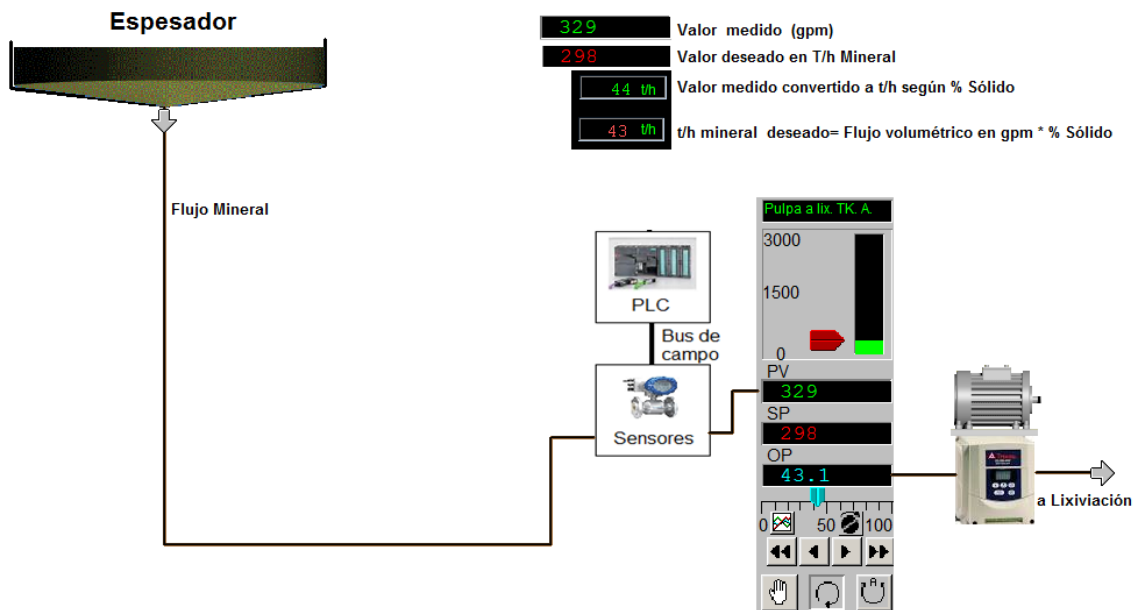 Espesador
329 Valor medido (gpm)
298 Valor deseado en T/h Mineral
44 t/h Valor medido convertido a t/h según % Sólido
43 t/h t/h mineral deseado= Flujo volumétrico en gpm * % Sólido
Flujo Mineral
Pulpa a lix. TK. A.
3000
1500
0
PLC
Bus de
campo
Sensores
PV
329
SP
298
OP
43.1
0 50 100
A
a Lixiviación